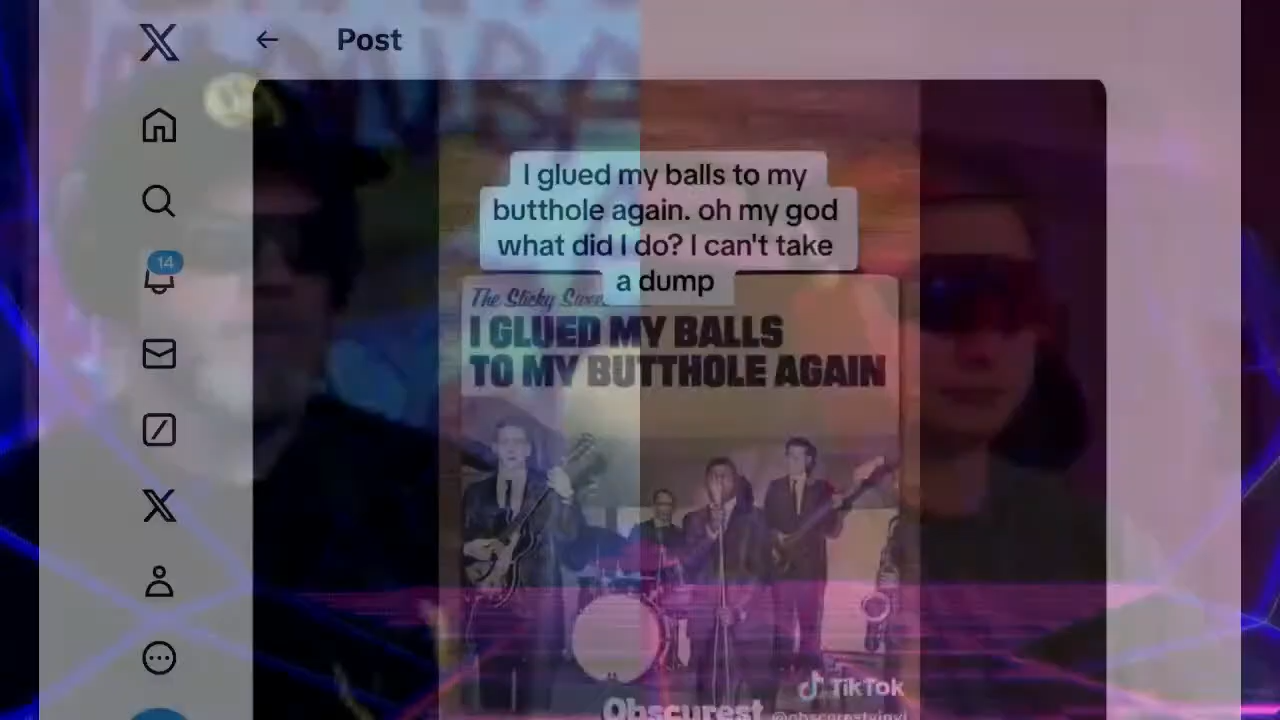 Post
14
I glued my balls to my
butthole again. oh my god
what did I do? I can't take
a dump
The Sticky
I GLUED MY BALLS
TO MY BUTTHOLE AGAIN
TikTok
Obscurest
@obscurestvinyl